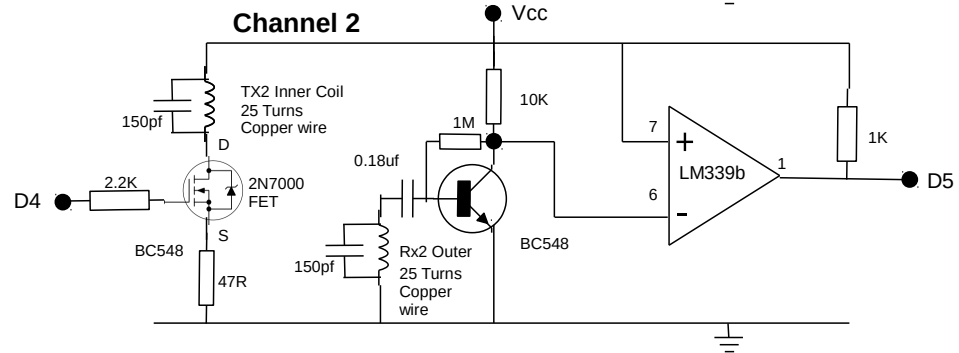 Channel 2
Vcc
TX2 Inner Coil
25 Turns
Copper wire
150pf
D
10K
1M
7
+
1K
0.18uf
LM339b
1
D4
2.2K
2N7000
FET
6
-
D5
S
BC548
BC548
Rx2 Outer
25 Turns
Copper
wire
150pf
47R